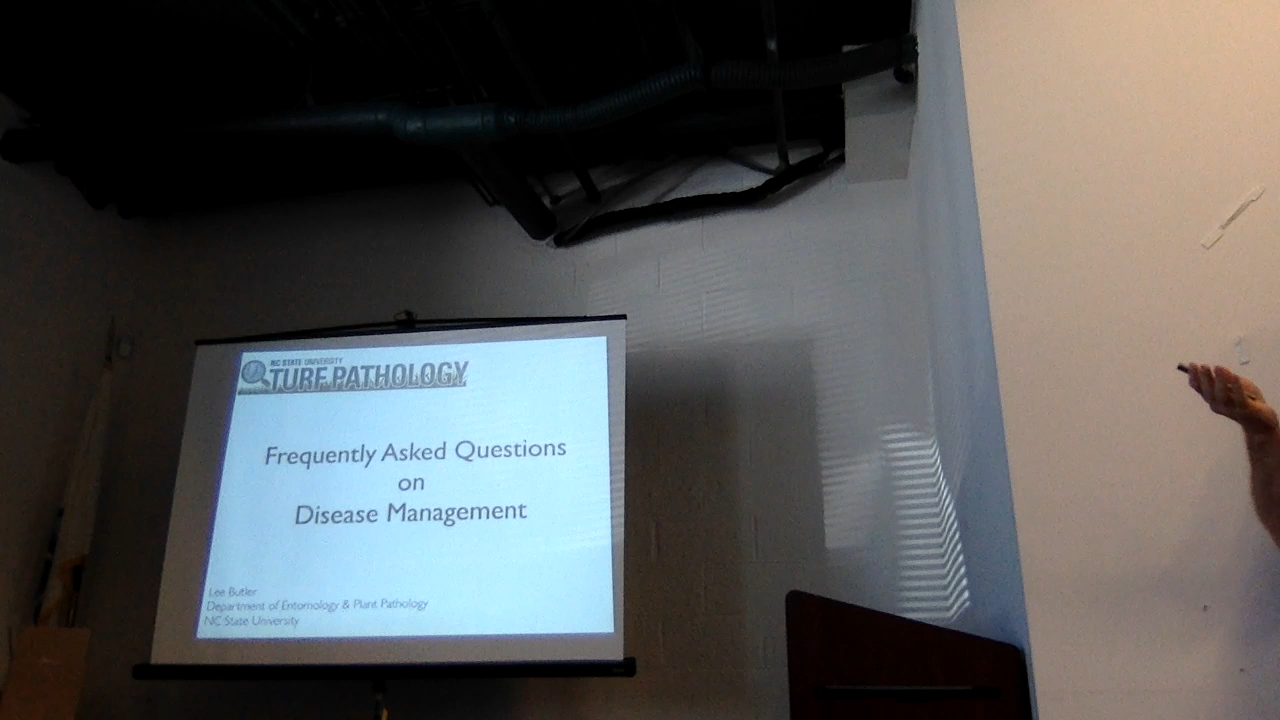 NC STATE UNIVERSITY
TURF PATHOLOGY
Frequently Asked Questions
on
Disease Management
Lee Butler
Department of Entomology & Plant Pathology
NC State University